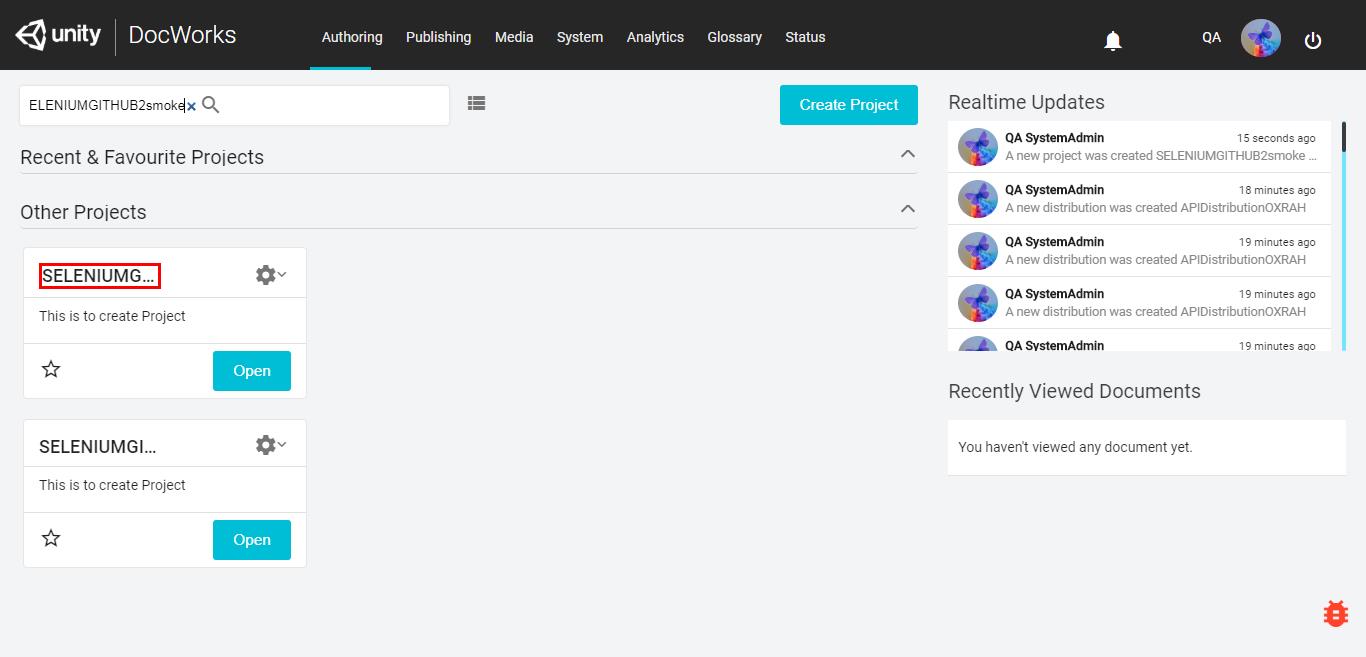 unity
DocWorks
Authoring Publishing Media System Analytics Glossary Status
QA
ELENIUMGITHUB2smoke
Create Project
Recent & Favourite Projects
Other Projects
SELENIUMG...
This is to create Project
Open
SELENIUMGI...
This is to create Project
Open
Realtime Updates
QA SystemAdmin 15 seconds ago
A new project was created SELENIUMGITHUB2smoke ...
QA SystemAdmin 18 minutes ago
A new distribution was created APIDistributionOXRAH
QA SystemAdmin 19 minutes ago
A new distribution was created APIDistributionOXRAH
QA SystemAdmin 19 minutes ago
A new distribution was created APIDistributionOXRAH
QA SystemAdmin 19 minutes ago
Recently Viewed Documents
You haven't viewed any document yet.